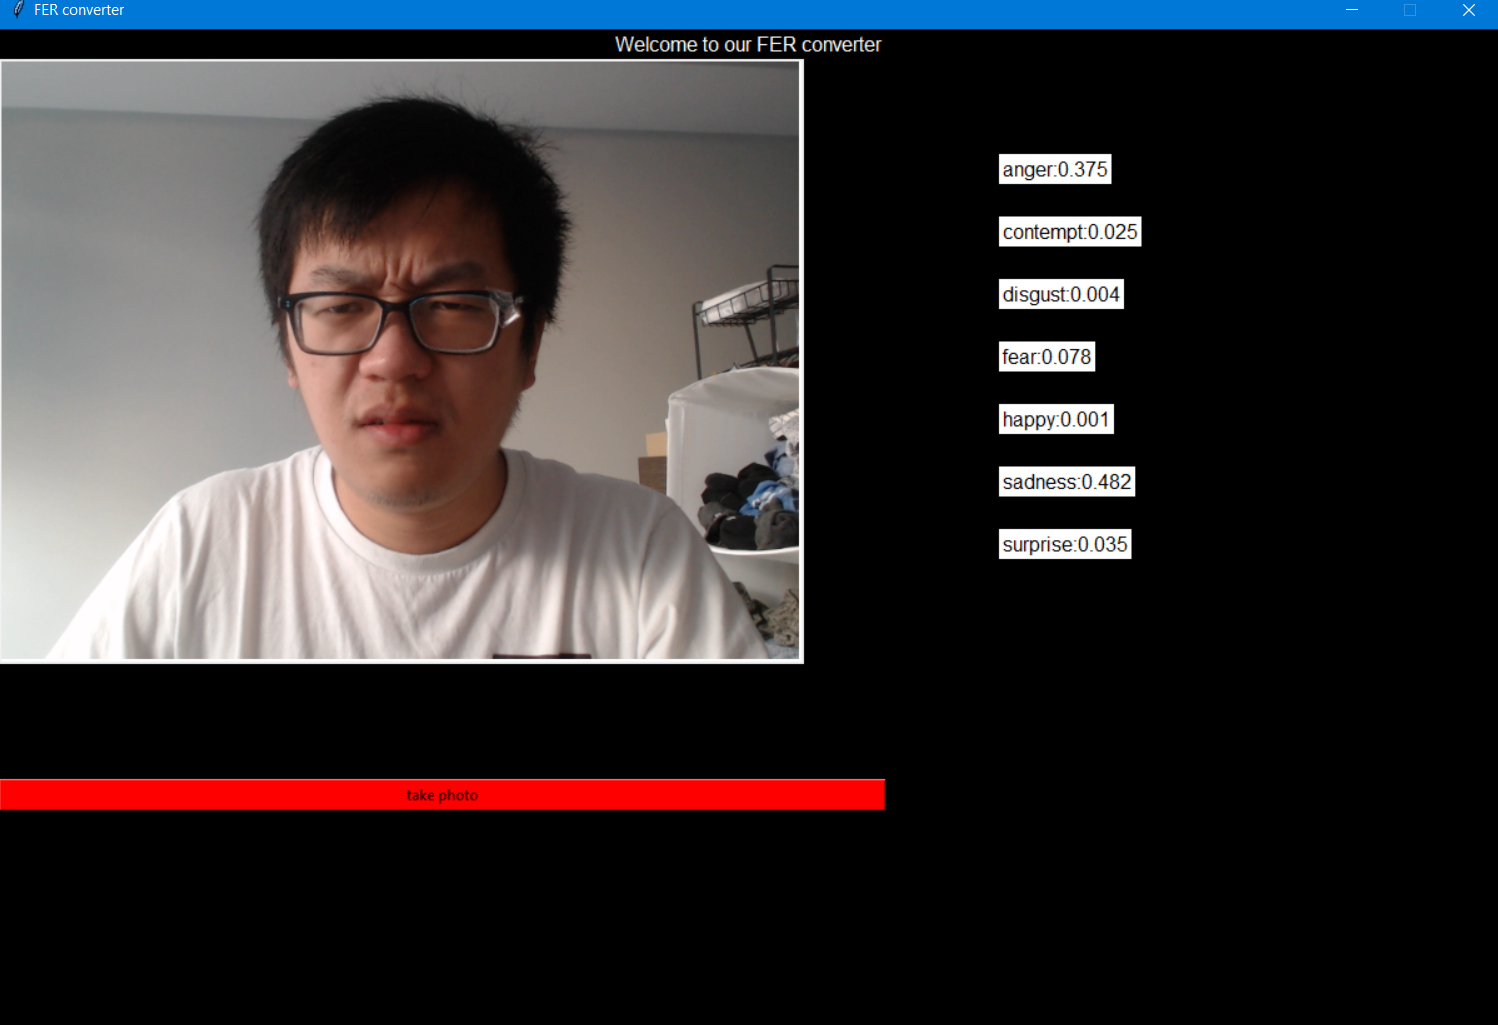 FER converter
Welcome to our FER converter
anger:0.375
contempt:0.025
disgust:0.004
fear:0.078
happy:0.001
sadness:0.482
surprise:0.035
take photo